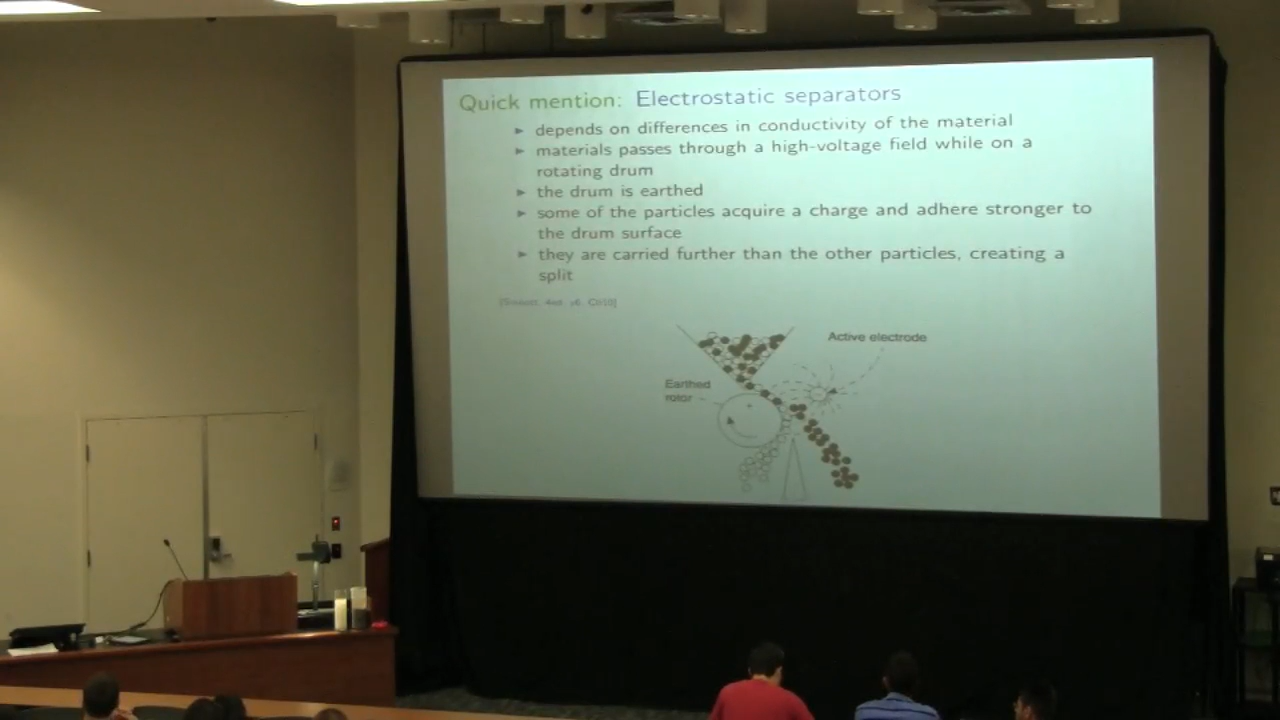 Quick mention: Electrostatic separators
▶ depends on differences in conductivity of the material
▶ materials passes through a high-voltage field while on a
rotating drum
▶ the drum is earthed
▶ some of the particles acquire a charge and adhere stronger to
the drum surface
▶ they are carried further than the other particles, creating a
split
Active electrode
Earthed
rotor